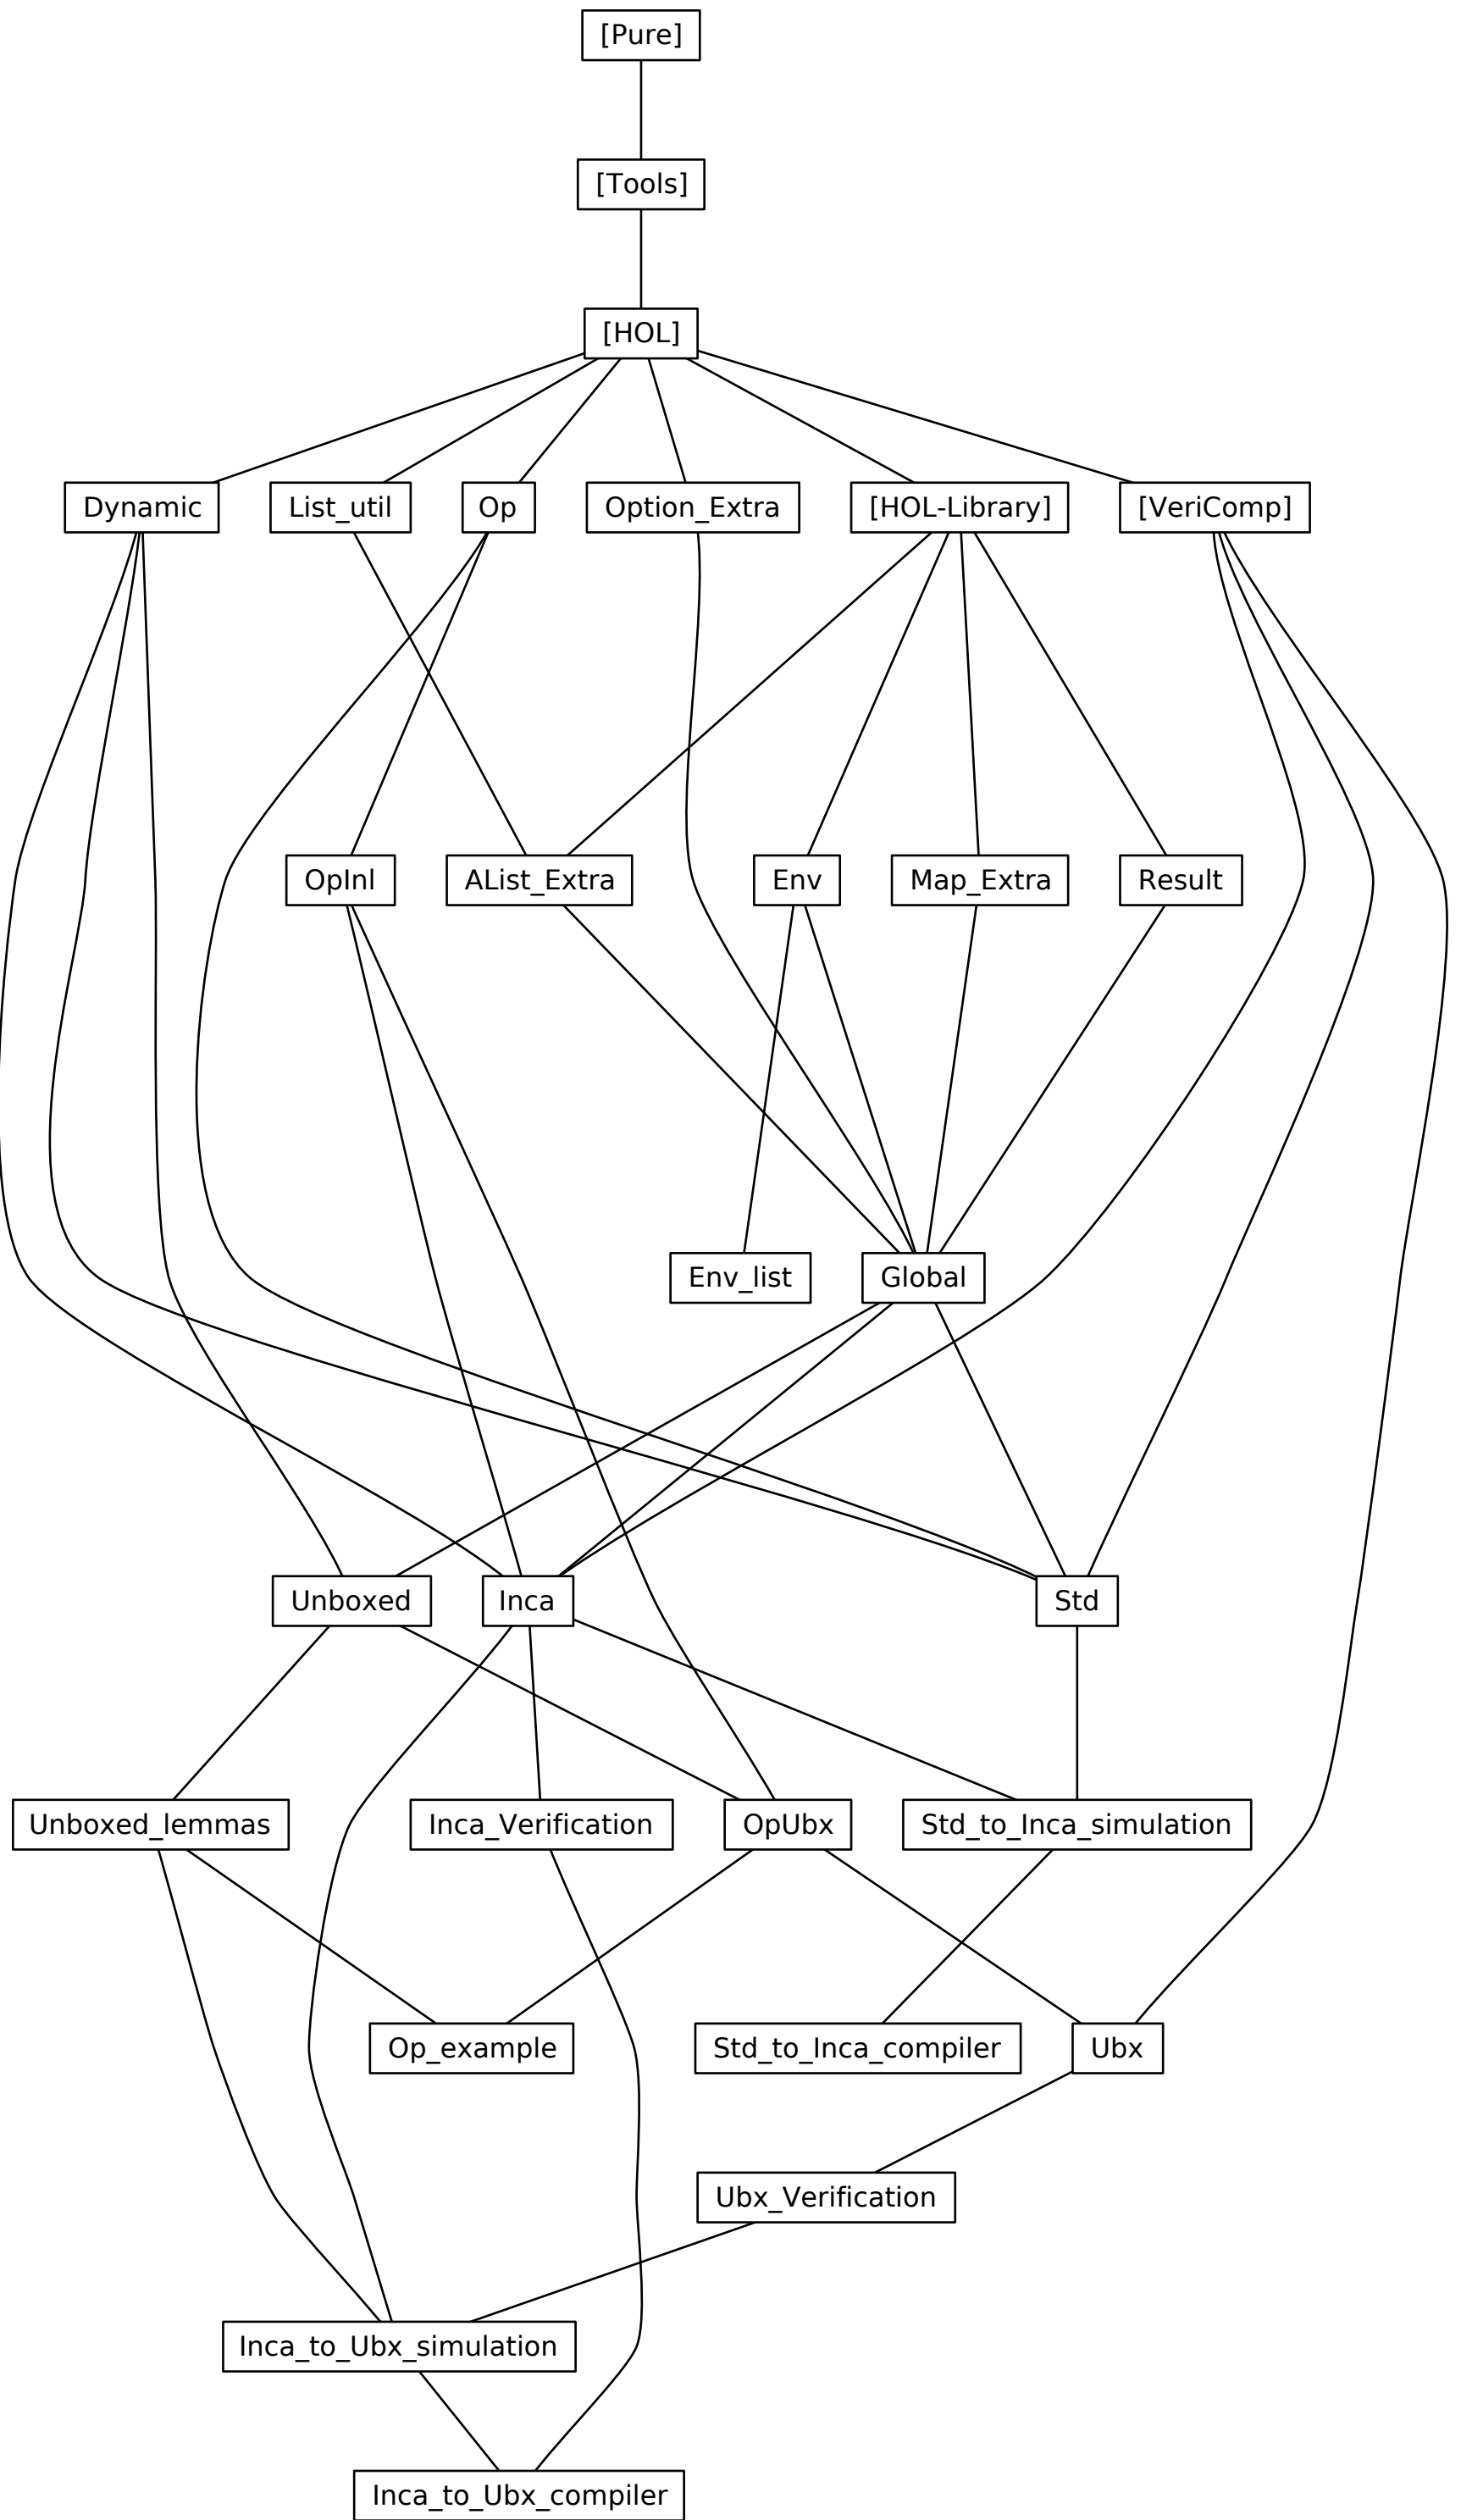 [Pure]
[Tools]
[HOL]
Dynamic
List_util
Op
Option_Extra
[HOL-Library]
[VeriComp]
OpInl
AList_Extra
Env
Map_Extra
Result
Env_list
Global
Unboxed
Inca
Std
Unboxed_lemmas
Inca_Verification
OpUbx
Std_to_Inca_simulation
Op_example
Std_to_Inca_compiler
Ubx
Ubx_Verification
Inca_to_Ubx_simulation
Inca_to_Ubx_compiler